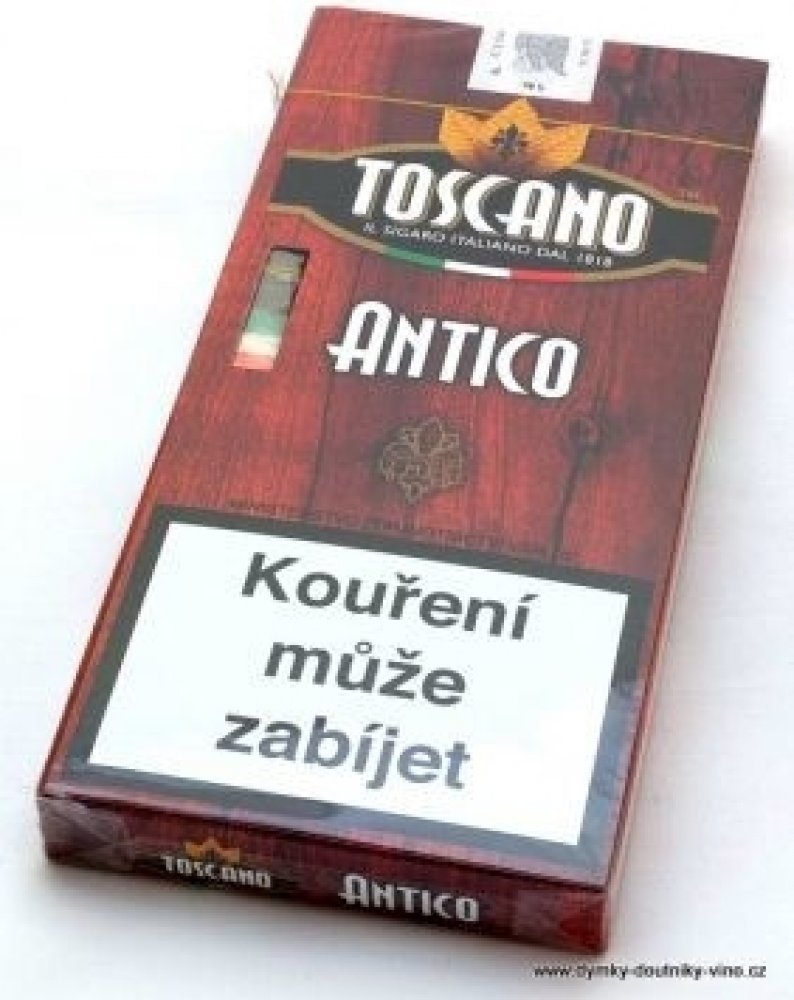 TOSCANO
IL SIGARO ITALIANO DAL 1818
ANTICO
Kouření
může
zabíjet
TOSCANO
ANTICO
www.dymky-doutniky-vino.cz